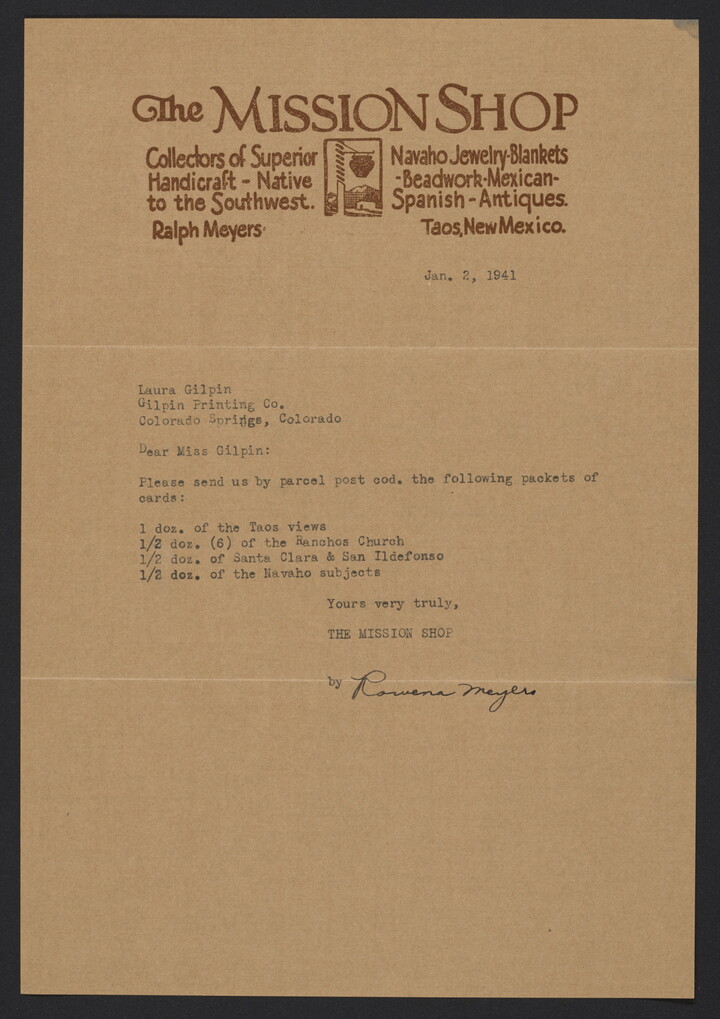 The MISSION SHOP
Collectors of Superior
Handicraft - Native
to the Southwest.
Ralph Meyers.
Navaho Jewelry-Blankets
-Beadwork-Mexican-
Spanish-Antiques.
Taos, New Mexico.
Jan. 2, 1941
Laura Gilpin
Gilpin Printing Co.
Colorado Springs, Colorado
Dear Miss Gilpin:
Please send us by parcel post cod. the following packets of
cards:
1 doz. of the Taos views
1/2 doz. (6) of the Ranchos Church
1/2 doz. of Santa Clara & San Ildefonso
1/2 doz. of the Navaho subjects
Yours very truly,
THE MISSION SHOP
by Rowena Meyers